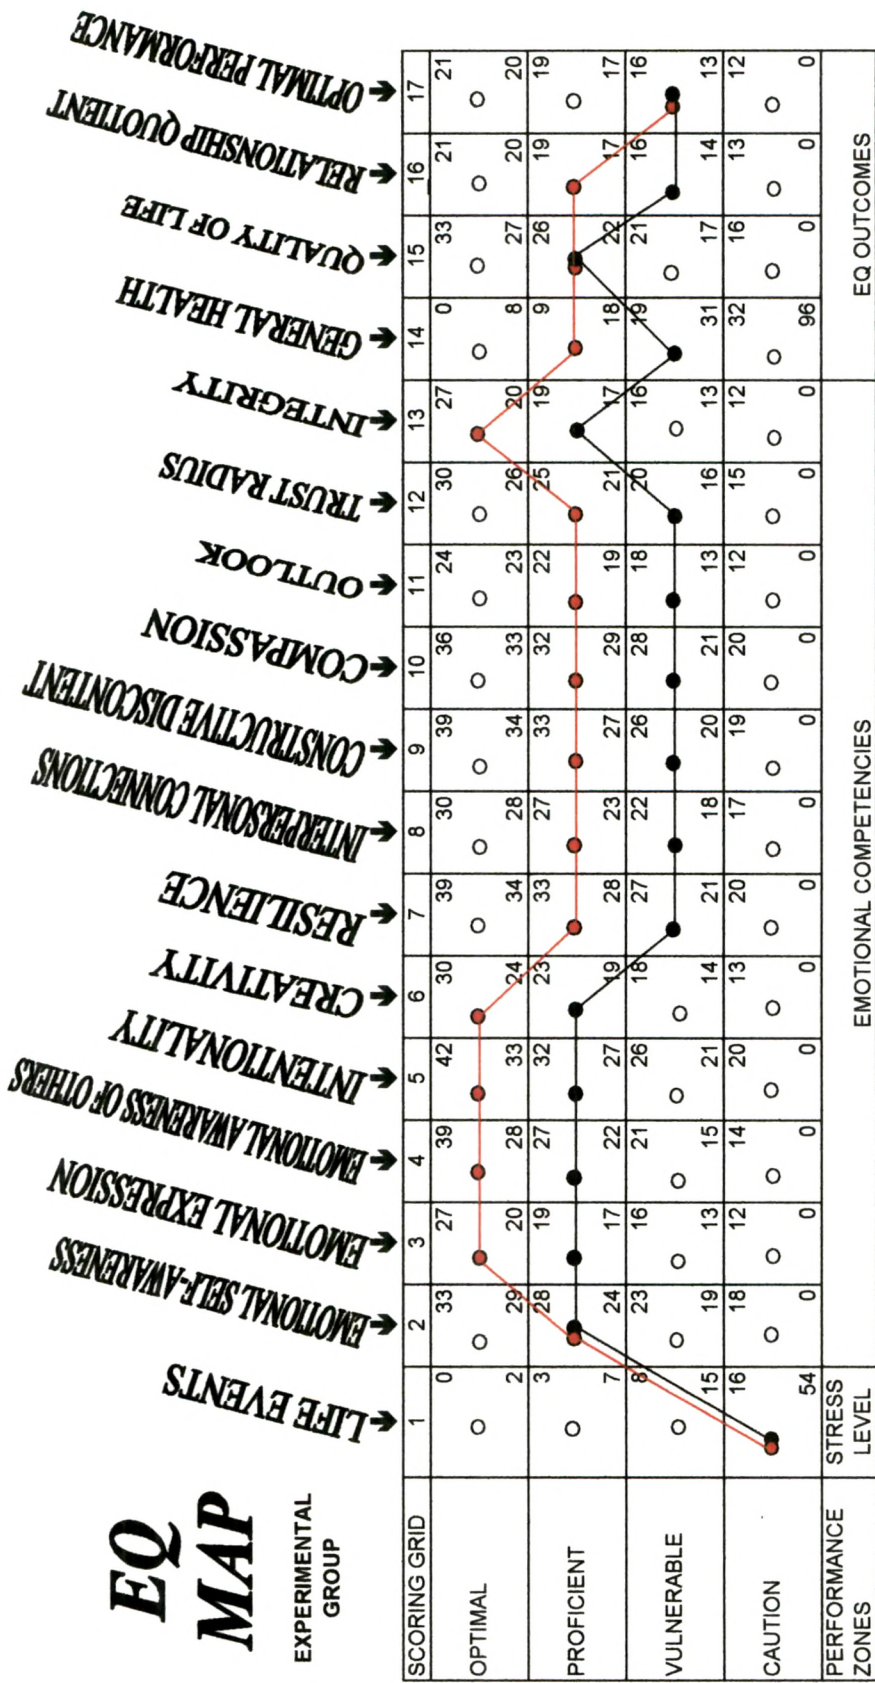 EQ
MAP
EXPERIMENTAL
GROUP
LIFE EVENTS
EMOTIONAL SELF-AWARENESS
EMOTIONAL EXPRESSION
EMOTIONAL AWARENESS OF OTHERS
INTENTIONALITY
CREATIVITY
RESILIENCE
INTERPERSONAL CONNECTIONS
CONSTRUCTIVE DISCONTENT
COMPASSION
OUTLOOK
TRUST RADIUS
INTEGRITY
GENERAL HEALTH
QUALITY OF LIFE
RELATIONSHIP QUOTIENT
OPTIMAL PERFORMANCE
SCORING GRID 1 2 3 4 5 6 7 8 9 10 11 12 13 14 15 16 17
0 33 27 39 42 30 39 30 39 36 24 30 27 0 33 21 21
OPTIMAL
2 29 20 28 33 24 34 28 34 33 23 26 20 8 27 20 20
3 28 19 27 32 23 33 27 33 32 22 25 19 9 26 19 19
PROFICIENT
7 24 17 22 27 19 28 23 27 29 19 21 17 18 22 17 17
8 23 16 21 26 18 27 22 26 28 18 20 16 19 21 16 16
VULNERABLE
15 19 13 15 21 14 21 18 20 21 13 16 13 31 17 14 13
16 18 12 14 20 13 20 17 19 20 12 15 12 32 16 13 12
CAUTION
54 0 0 0 0 0 0 0 0 0 0 0 0 96 0 0 0
PERFORMANCE
ZONES
STRESS
LEVEL
EMOTIONAL COMPETENCIES
EQ OUTCOMES